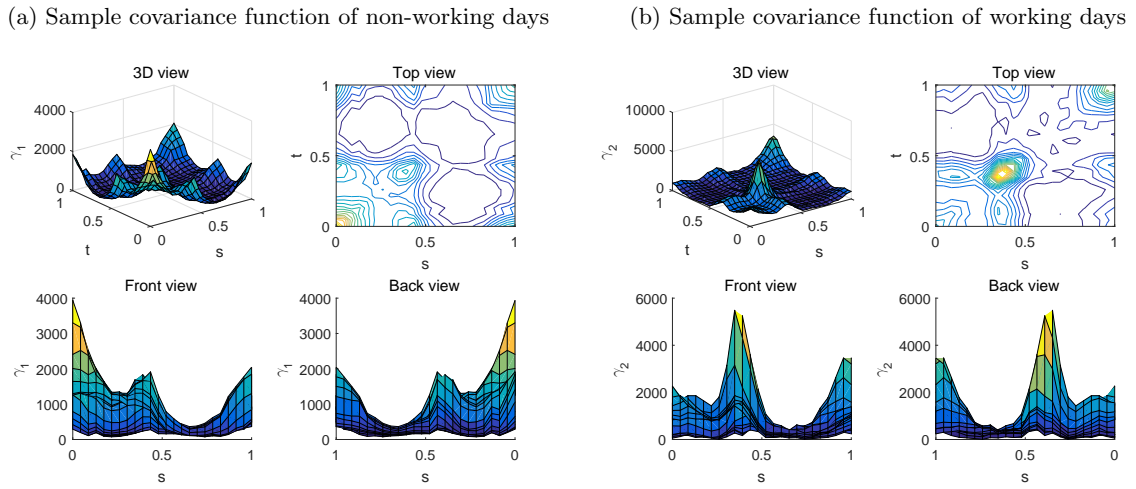 (a) Sample covariance function of non-working days
(b) Sample covariance function of working days
3D view
4000
2000
0
γ1
1
0.5
0
t
0
0.5
1
s
Top view
1
0.5
0
t
0
0.5
1
s
3D view
10000
5000
0
γ2
1
0.5
0
t
0
0.5
1
s
Top view
1
0.5
0
t
0
0.5
1
s
Front view
4000
3000
2000
1000
0
γ1
0
0.5
1
s
Back view
4000
3000
2000
1000
0
γ1
1
0.5
0
s
Front view
6000
4000
2000
0
γ2
0
0.5
1
s
Back view
6000
4000
2000
0
γ2
1
0.5
0
s